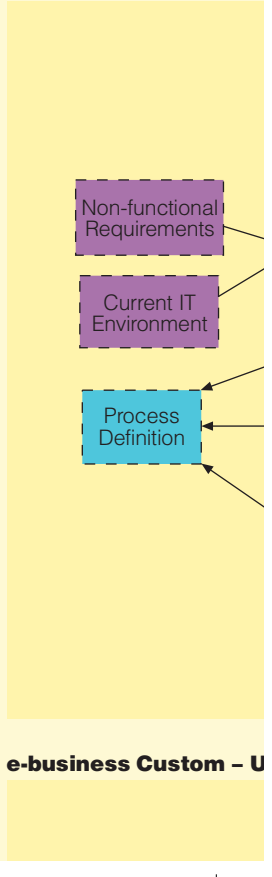 Non-functional
Requirements
Current IT
Environment
Process
Definition
e-business Custom – U